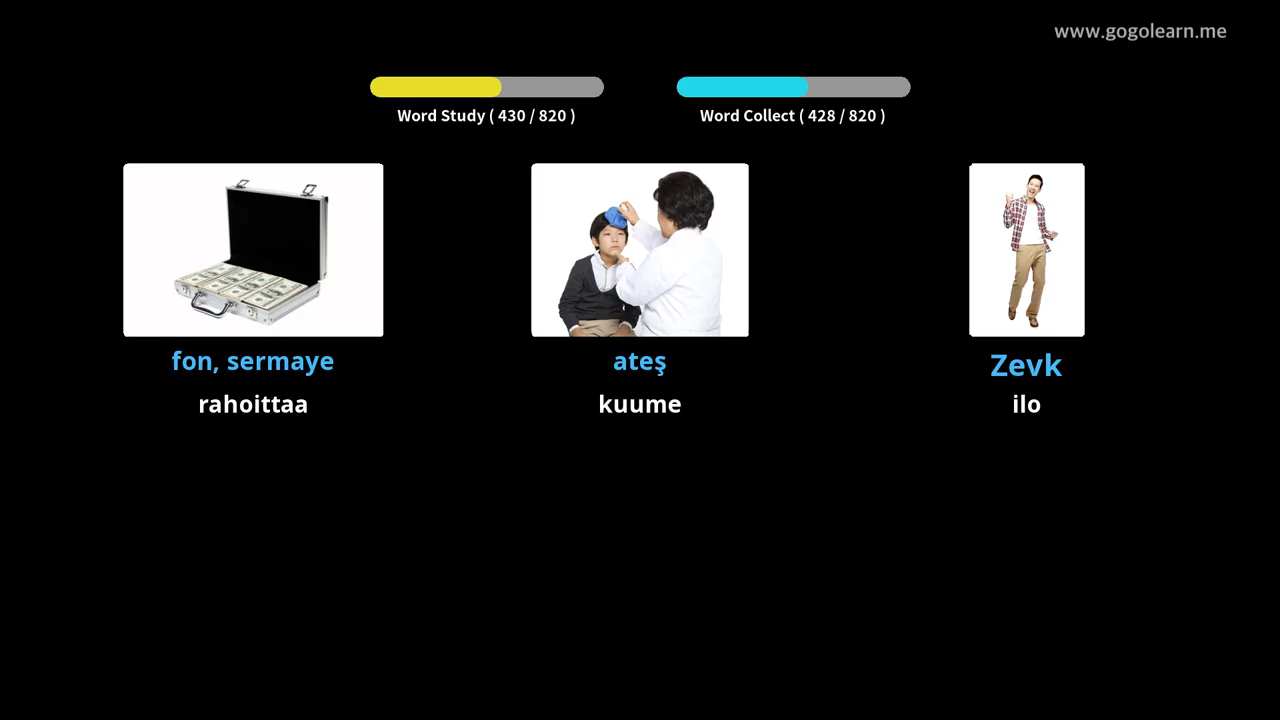 www.gogolearn.me
Word Study ( 430 / 820 )
Word Collect ( 428 / 820 )
fon, sermaye
ateş
Zevk
rahoittaa
kuume
ilo